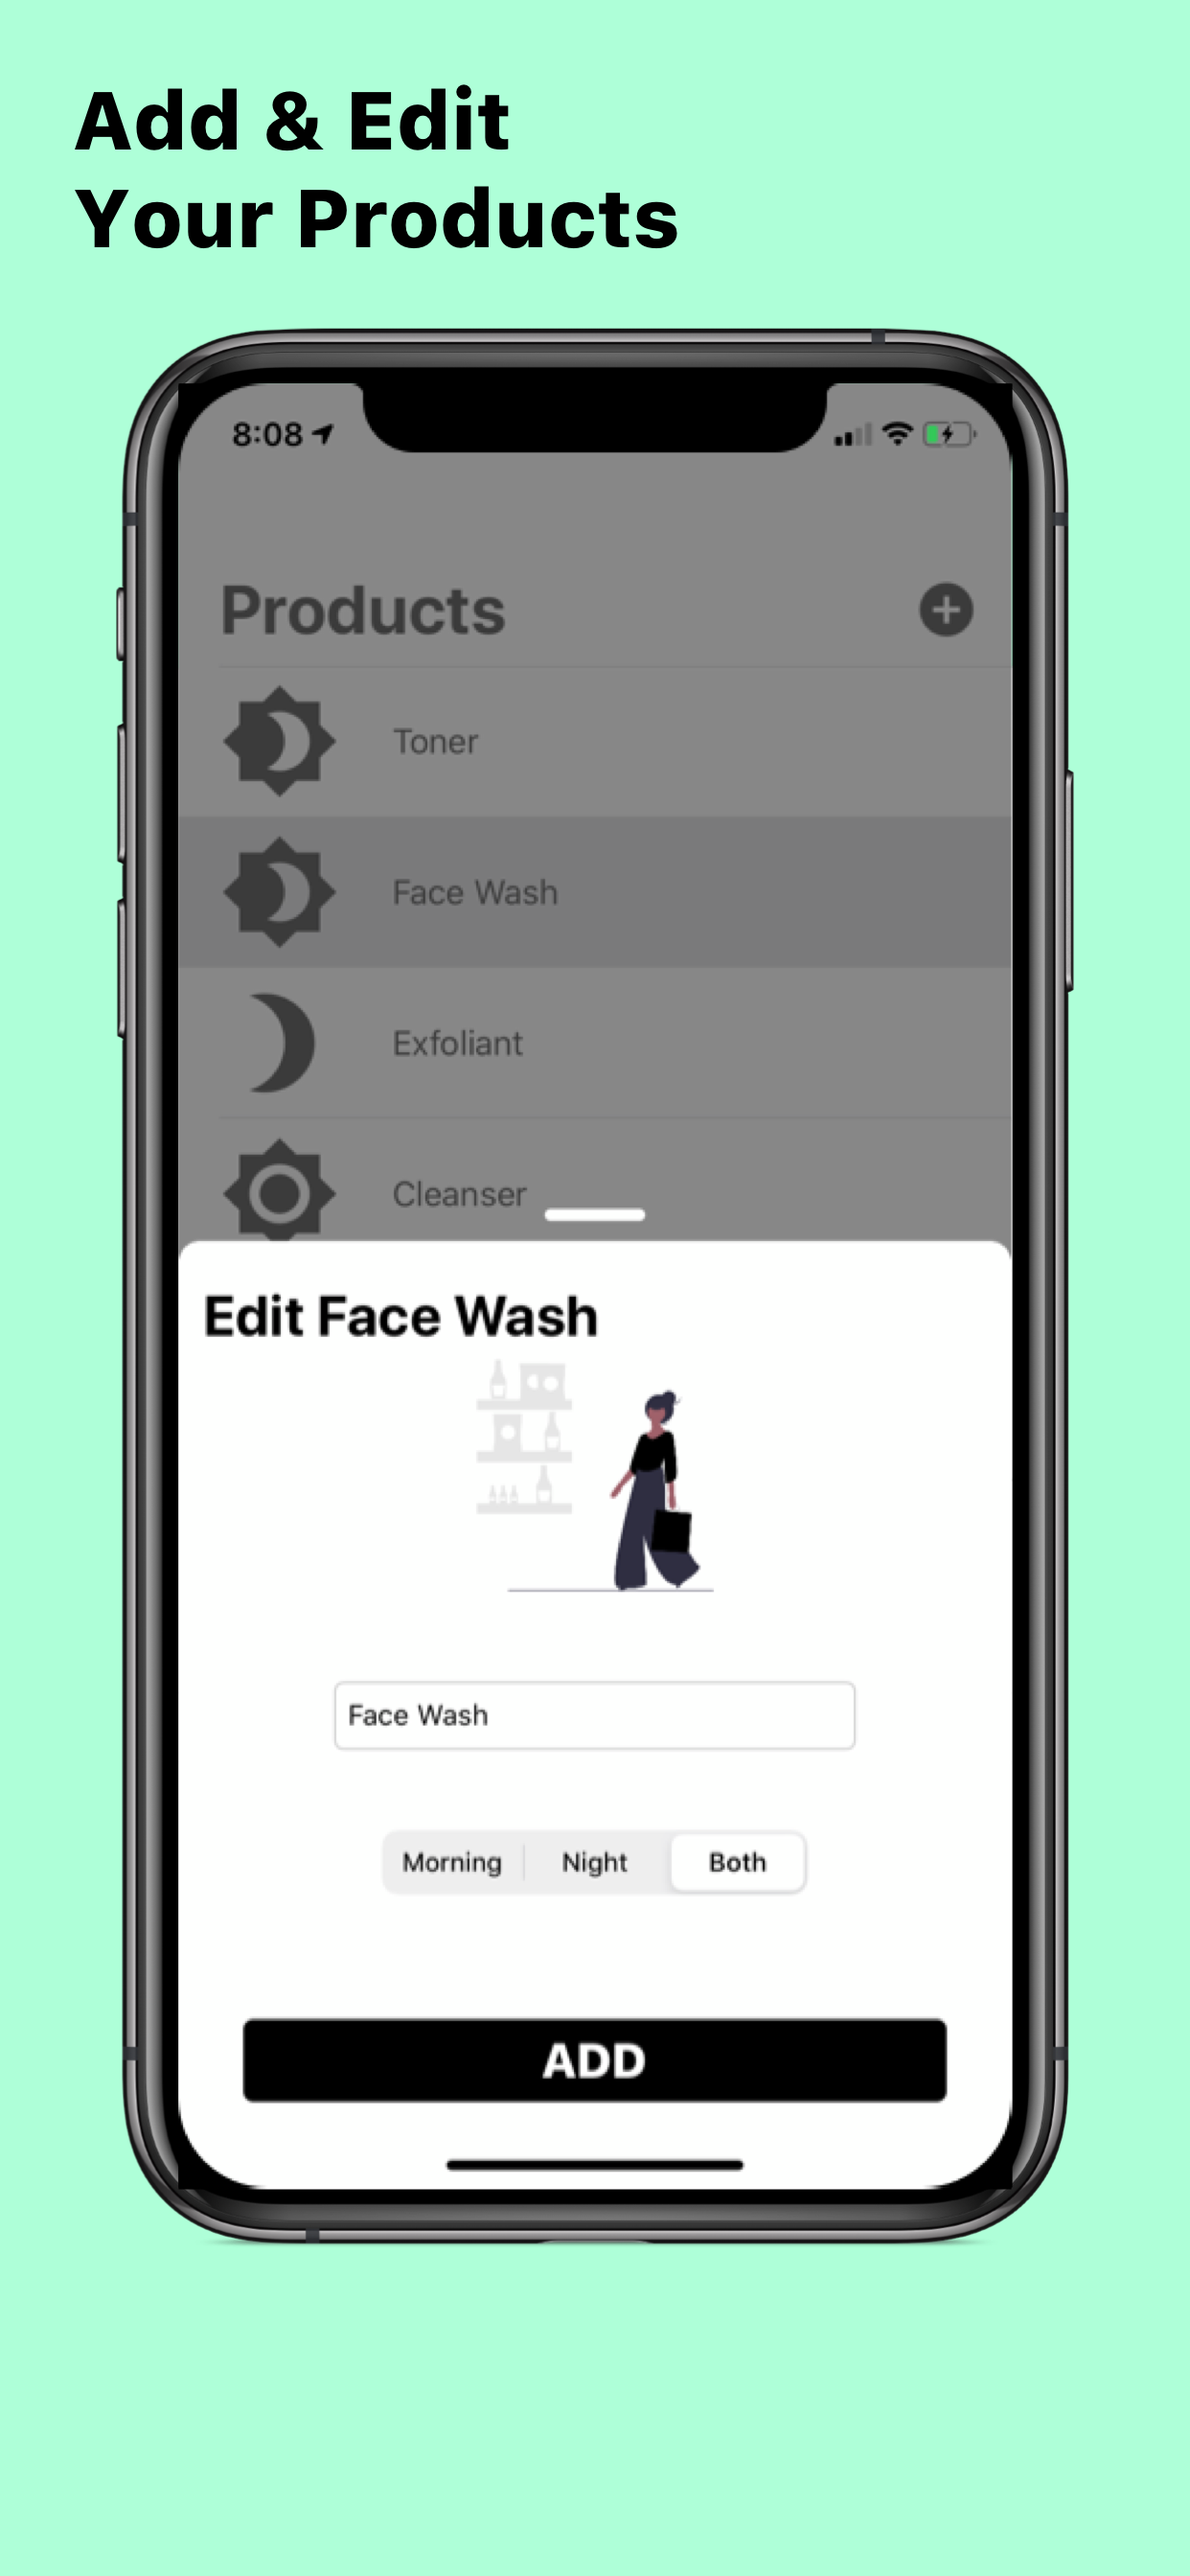 Add & Edit
Your Products
8:08
Products
Toner
Face Wash
Exfoliant
Cleanser
Edit Face Wash
Face Wash
Morning Night Both
ADD